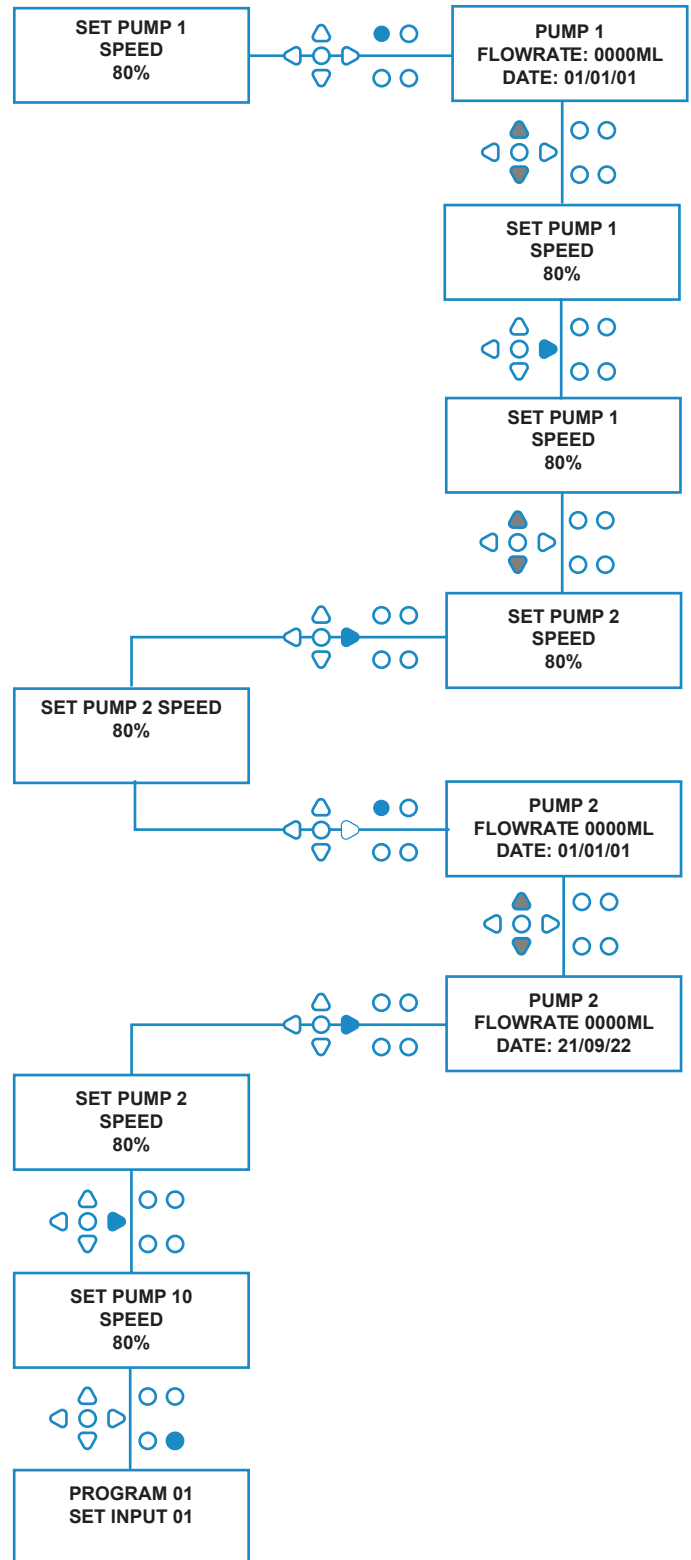 SET PUMP 1
SPEED
80%
PUMP 1
FLOWRATE: 0000ML
DATE: 01/01/01
SET PUMP 1
SPEED
80%
SET PUMP 1
SPEED
80%
SET PUMP 2
SPEED
80%
SET PUMP 2 SPEED
80%
PUMP 2
FLOWRATE 0000ML
DATE: 01/01/01
PUMP 2
FLOWRATE 0000ML
DATE: 21/09/22
SET PUMP 2
SPEED
80%
SET PUMP 10
SPEED
80%
PROGRAM 01
SET INPUT 01